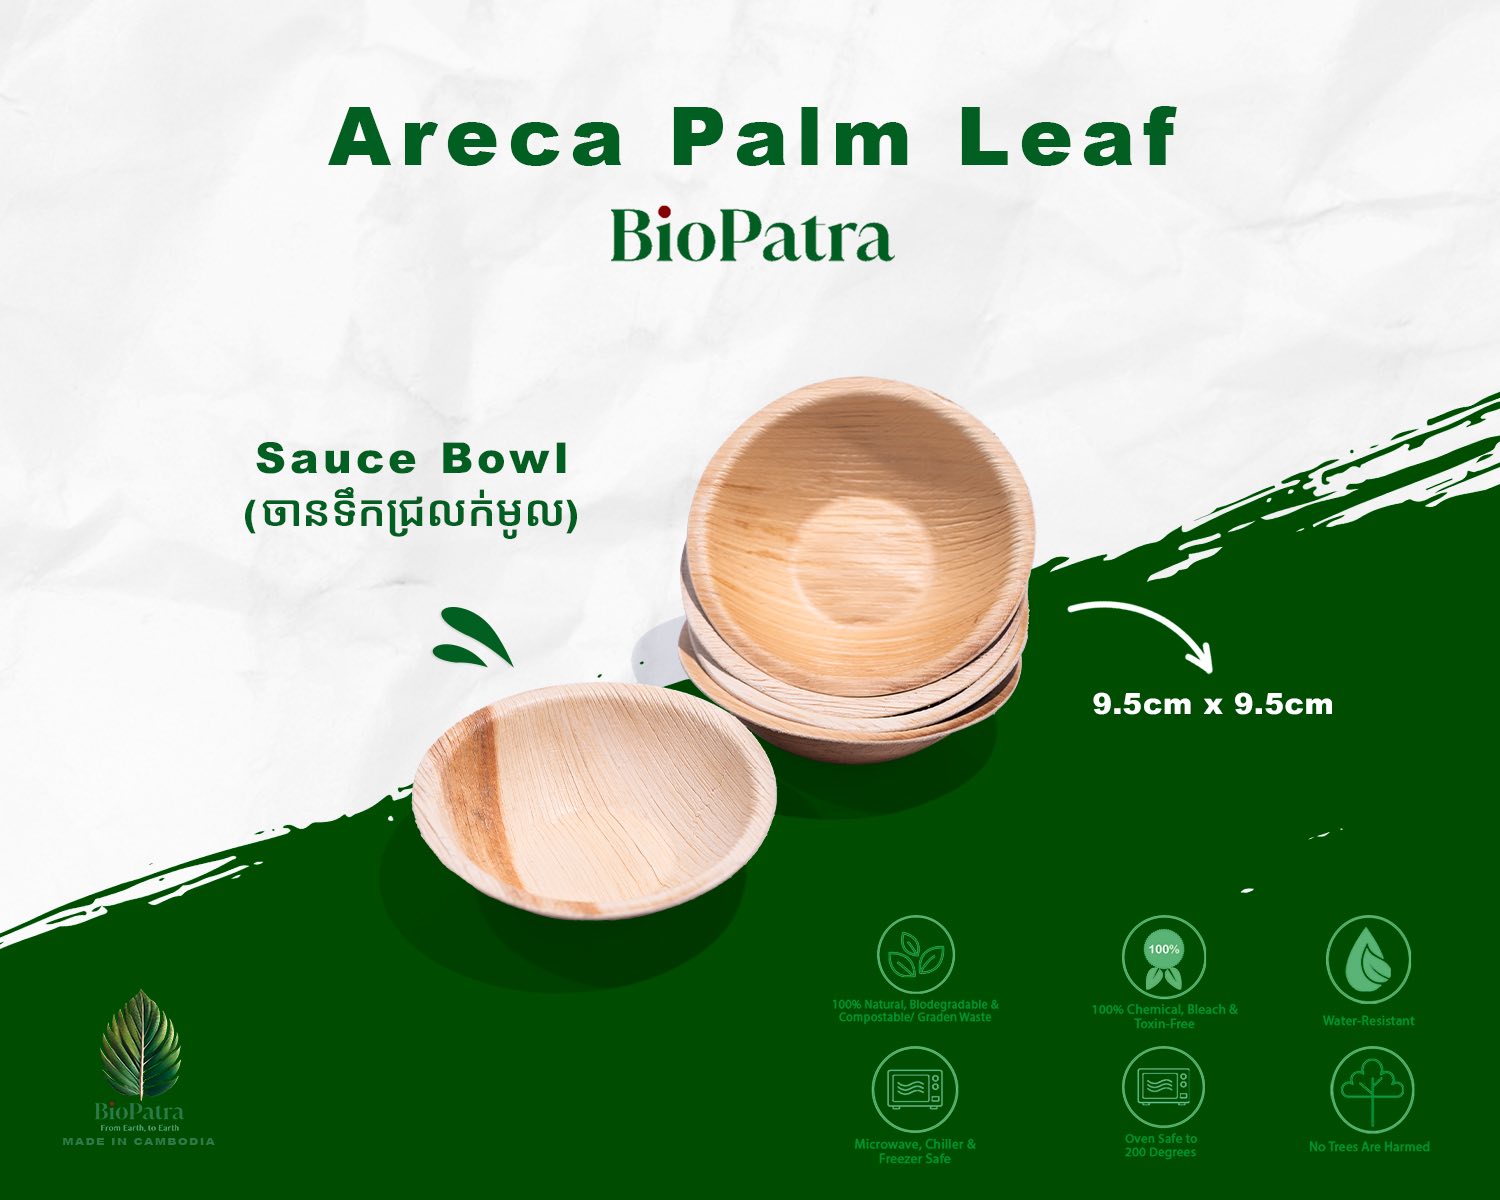 Areca Palm Leaf
BioPatra
Sauce Bowl
(ចានទឹកជ្រលក់មូល)
9.5cm x 9.5cm
100%
100% Natural, Biodegradable &
Compostable/ Graden Waste
100% Chemical, Bleach &
Toxin-Free
Water-Resistant
Microwave, Chiller &
Freezer Safe
Oven Safe to
200 Degrees
No Trees Are Harmed
BioPatra
From Earth, to Earth
MADE IN CAMBODIA